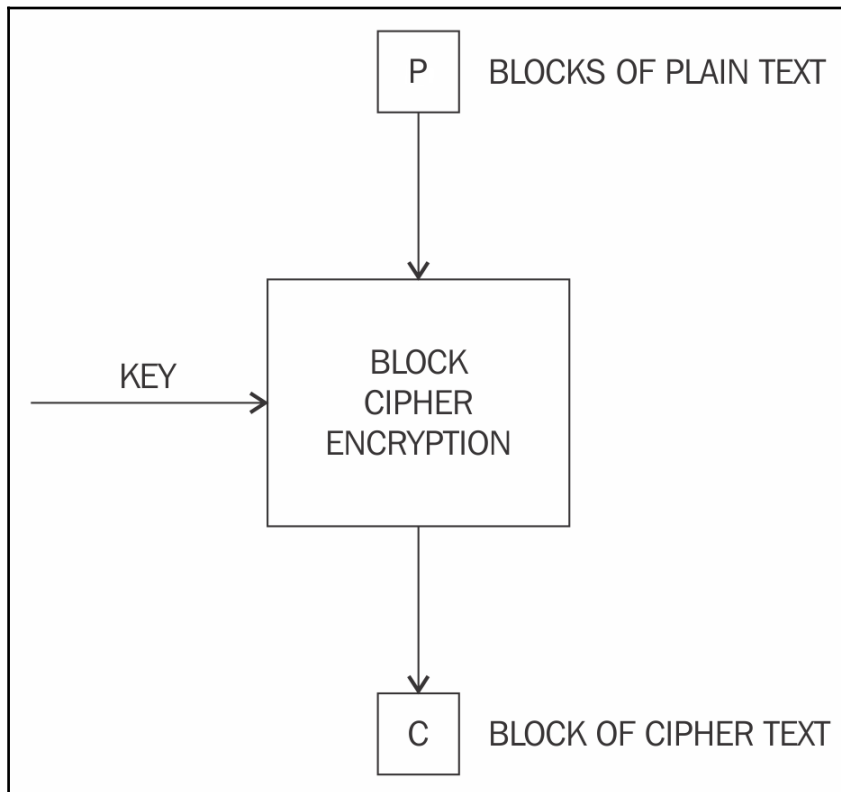 P
BLOCKS OF PLAIN TEXT
KEY
BLOCK
CIPHER
ENCRYPTION
C
BLOCK OF CIPHER TEXT